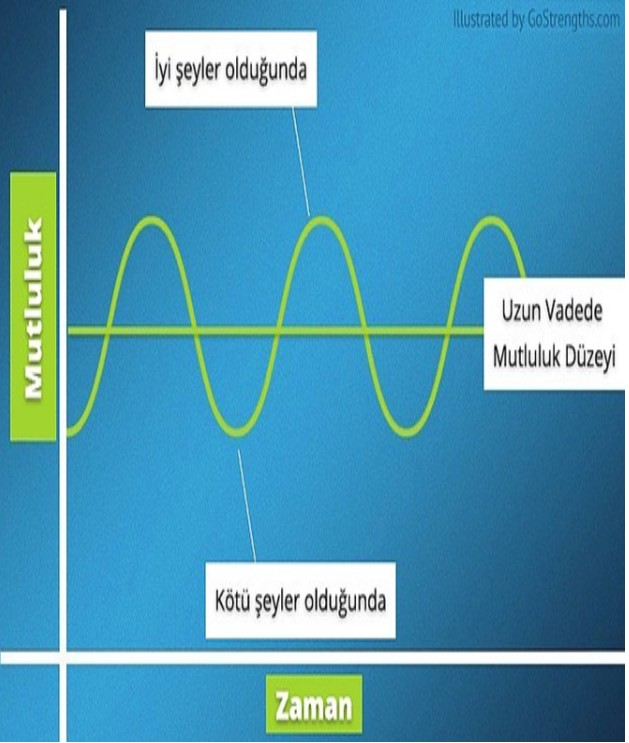 Illustrated by GoStrengths.com
İyi şeyler olduğunda
Mutluluk
Uzun Vadede
Mutluluk Düzeyi
Kötü şeyler olduğunda
Zaman